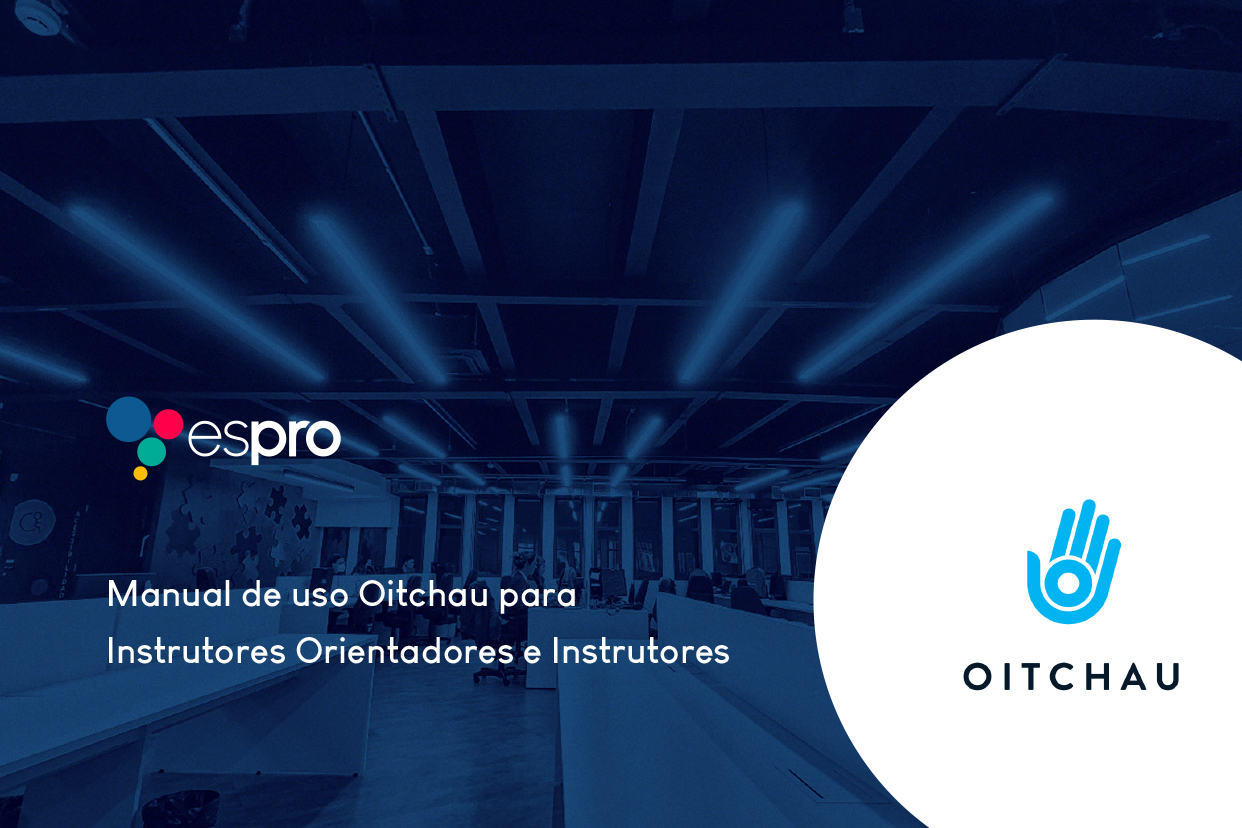 espro
Manual de uso Oitchau para
Instrutores Orientadores e Instrutores
OITCHAU